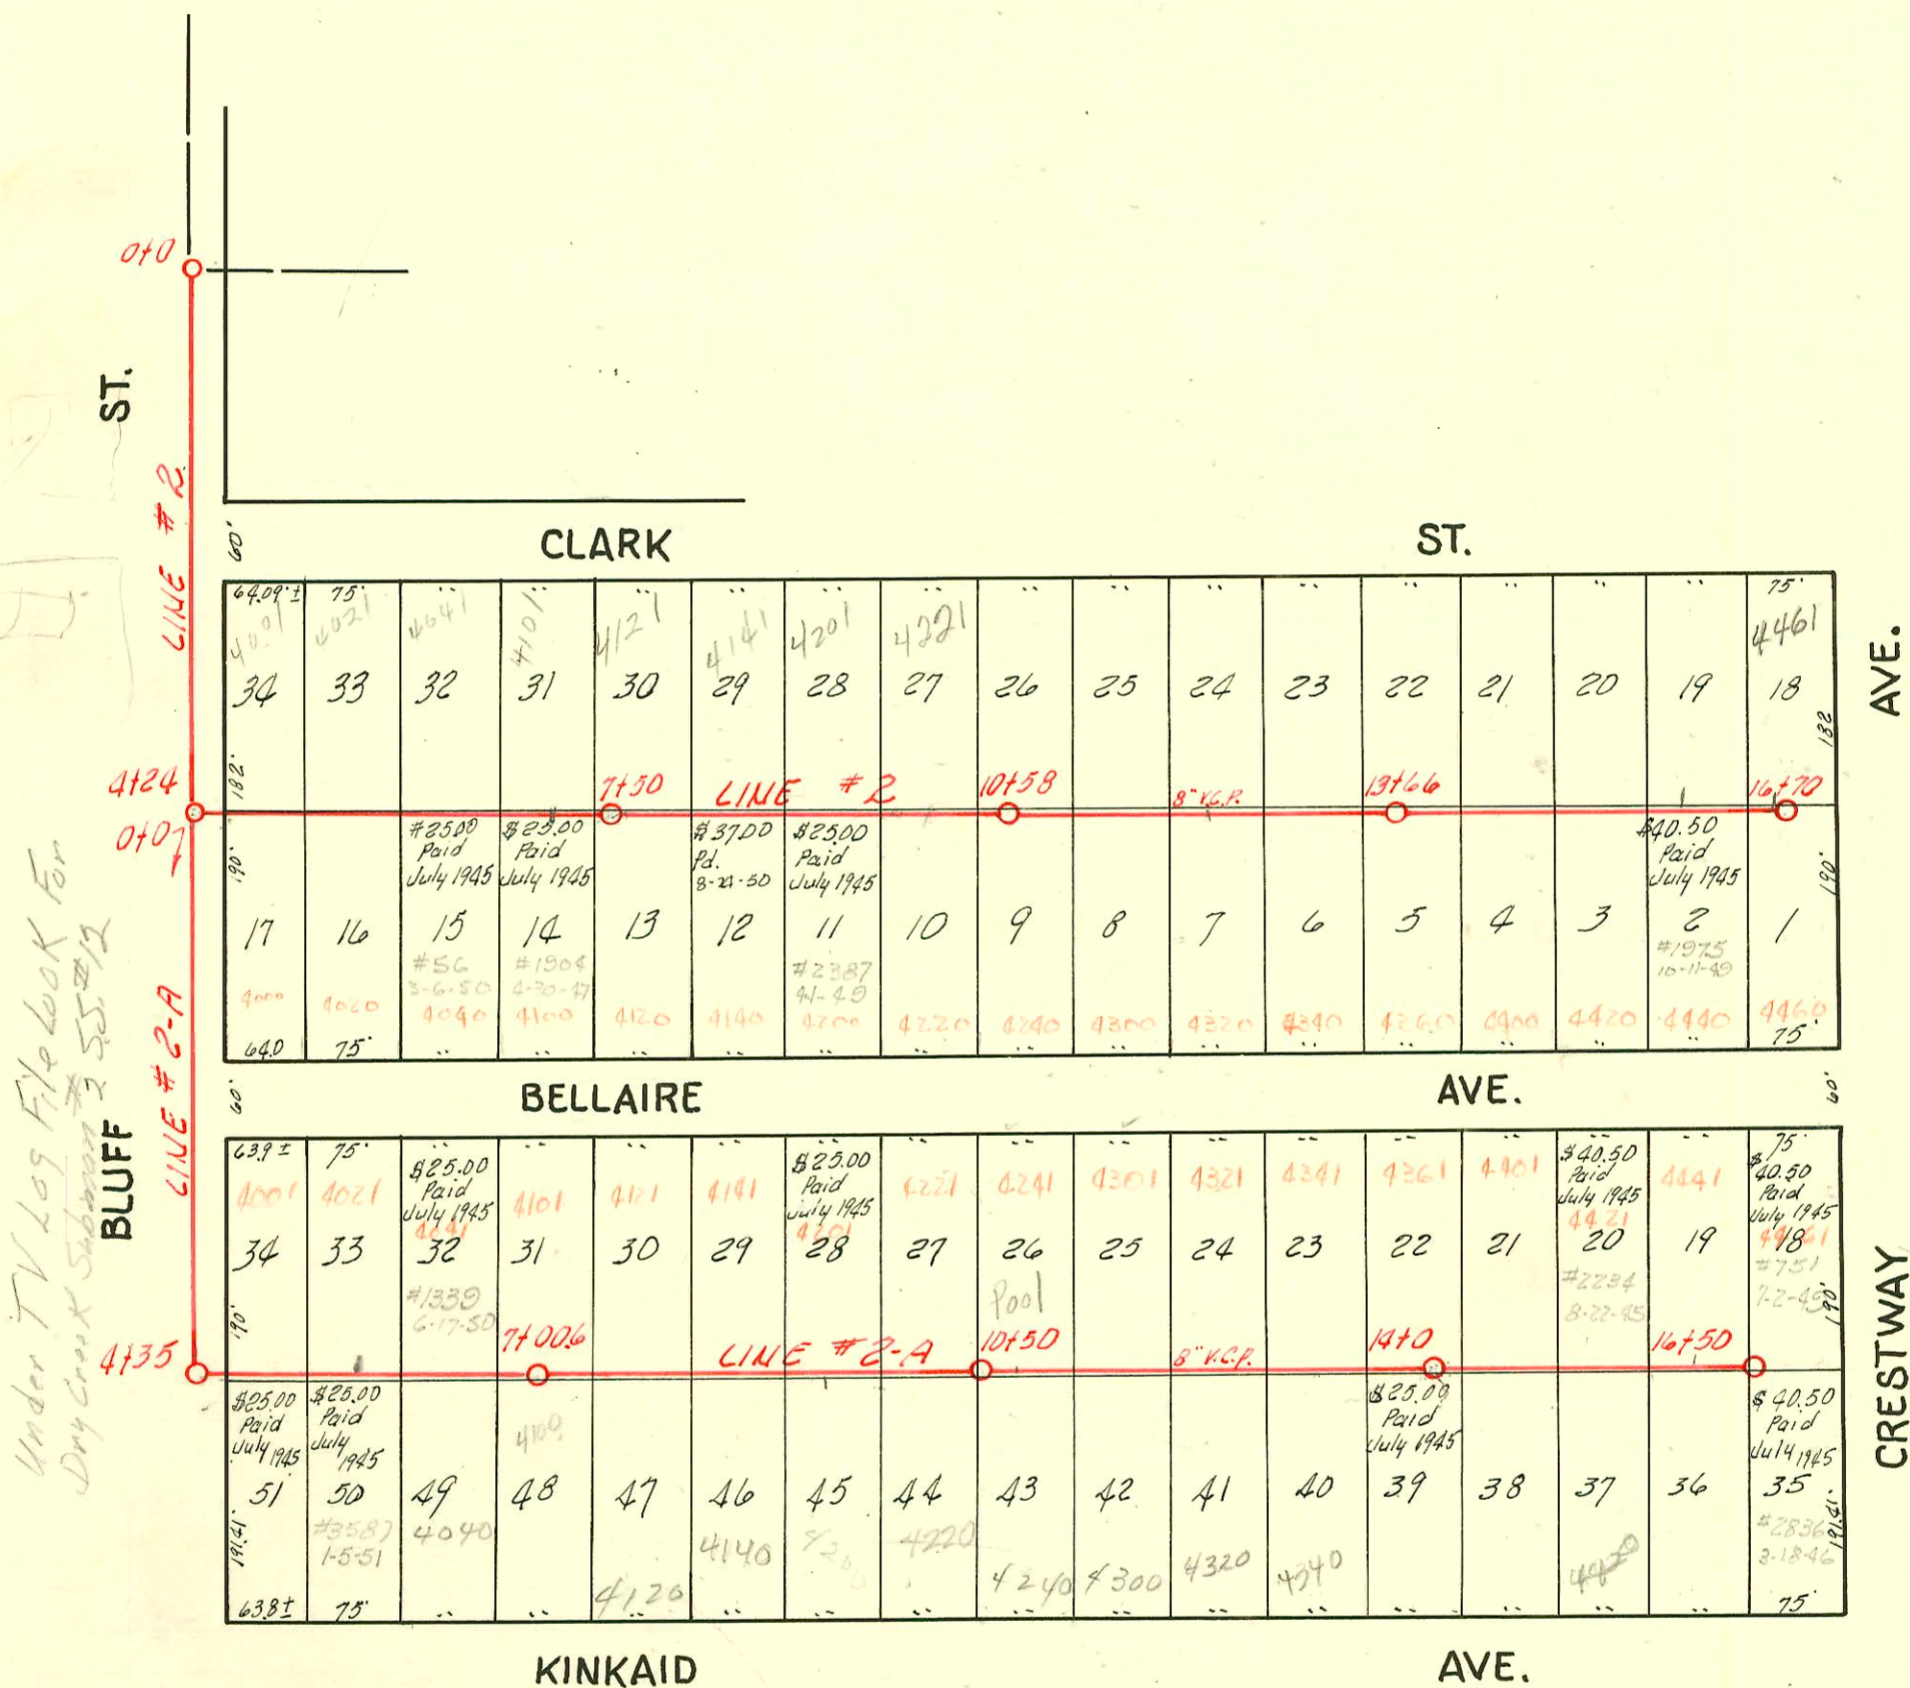 0+0
ST.
LINE # 2
60'
CLARK ST.
64.09'± 75' 75'
4001 4021 4041 4101 4121 4141 4201 4221 4461
34 33 32 31 30 29 28 27 26 25 24 23 22 21 20 19 18
182' 182
AVE.
4+24 7+50 LINE # 2 10+58 8" V.C.P. 13+66 16+70
0+07
190' 190'
$25.00 $25.00 $37.00 $25.00 $40.50
Paid Paid Pd. Paid Paid
July 1945 July 1945 July 1945 July 1945
17 16 15 14 13 12 11 10 9 8 7 6 5 4 3 2 1
#56 #1904 #2387 #1975
3-6-50 4-30-47
4000 4020 4040 4100 4120 4140 4200 4220 4240 4300 4320 4340 4360 4400 4420 4440 4460
64.0 75' 75'
LINE # 2-A
60' BELLAIRE AVE. 60'
BLUFF
63.9± 75' 75'
$25.00 $25.00 $40.50 $40.50
Paid Paid Paid Paid
July 1945 July 1945 July 1945 July 1945
4001 4021 4041 4101 4121 4141 4201 4221 4241 4301 4321 4341 4361 4401 4421 4441 4461
34 33 32 31 30 29 28 27 26 25 24 23 22 21 20 19 18
#1339 Pool #2234 #751
6-17-50 8-22-45
190' 190'
4+35 7+00.6 LINE #2-A 10+50 8" V.C.P. 14+0 16+50
$25.00 $25.00 $25.00 $40.50
Paid Paid Paid Paid
July 1945 July 1945 July 1945 July 1945
4100
51 50 49 48 47 46 45 44 43 42 41 40 39 38 37 36 35
191.41' 191.41'
#3587 #2836
1-5-51 3-18-46
4040 4120 4140 4220 4240 4300 4320 4340
63.8± 75' 75'
CRESTWAY
KINKAID AVE.
Under TV Log File Look For
Dry Creek